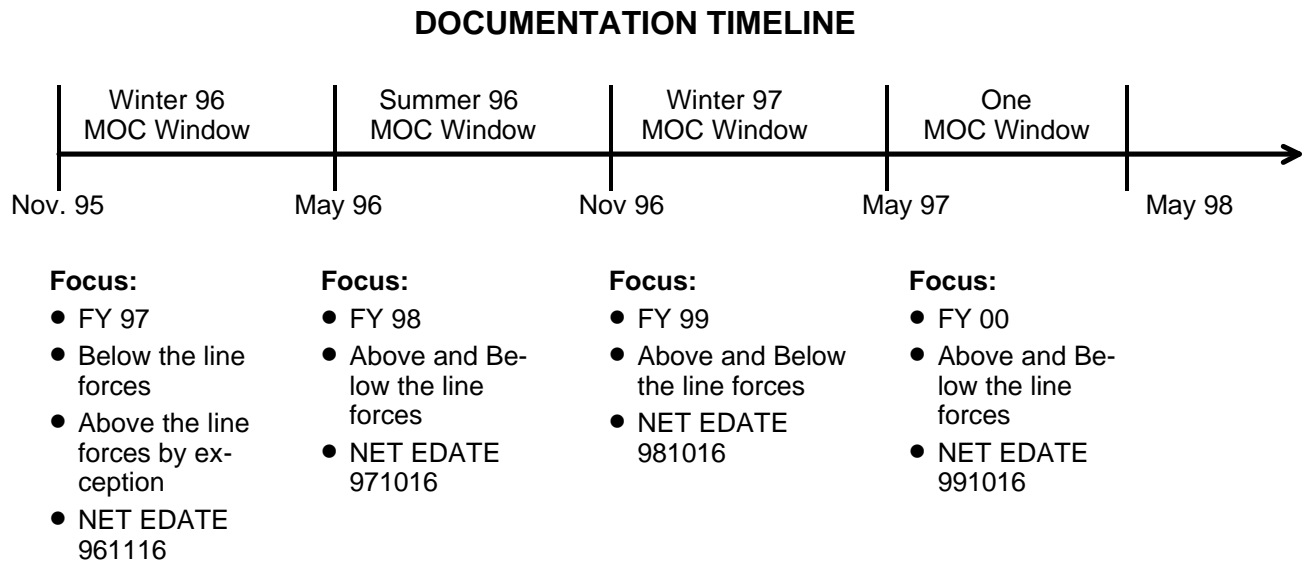 DOCUMENTATION TIMELINE
Winter 96
MOC Window
Summer 96
MOC Window
Winter 97
MOC Window
One
MOC Window
Nov. 95
May 96
Nov 96
May 97
May 98
Focus:
● FY 97
● Below the line
forces
● Above the line
forces by ex-
ception
● NET EDATE
961116
Focus:
● FY 98
● Above and Be-
low the line
forces
● NET EDATE
971016
Focus:
● FY 99
● Above and Below
the line forces
● NET EDATE
981016
Focus:
● FY 00
● Above and Be-
low the line
forces
● NET EDATE
991016